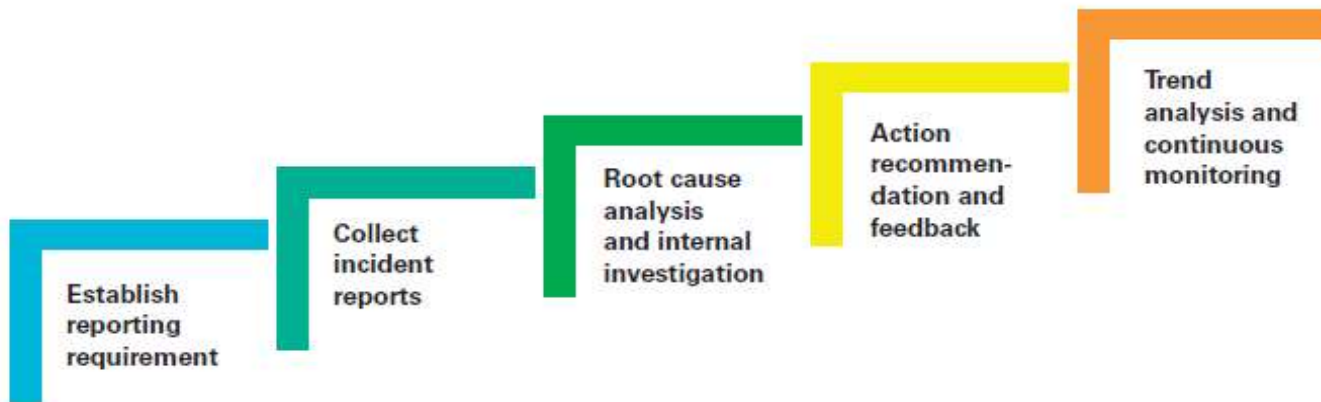 Establish
reporting
requirement
Collect
incident
reports
Root cause
analysis
and internal
investigation
Action
recommen-
dation and
feedback
Trend
analysis and
continuous
monitoring